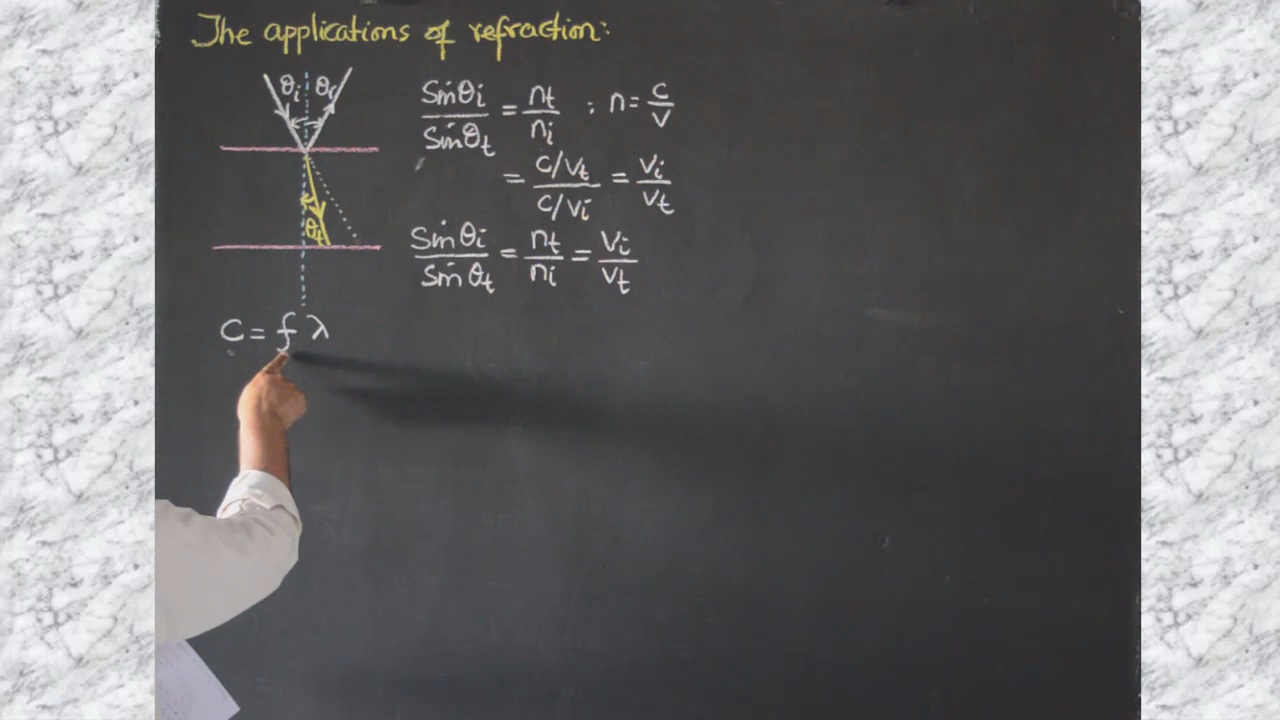 The applications of refraction:
θi θr
Sinθi / Sinθt = nt / ni ; n = c / v
= c/vt / c/vi = vi / vt
θt
Sinθi / Sinθt = nt / ni = vi / vt
C = f λ